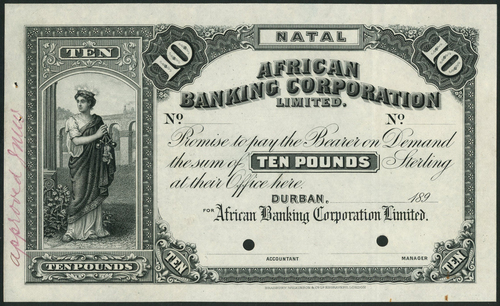 NATAL
10
10
TEN
AFRICAN
BANKING CORPORATION
LIMITED.
No
No
Promise to pay the Bearer on Demand
the sum of TEN POUNDS Sterling
at their Office here.
DURBAN, 189
FOR African Banking Corporation Limited.
ACCOUNTANT
MANAGER
TEN POUNDS
TEN
TEN
approved